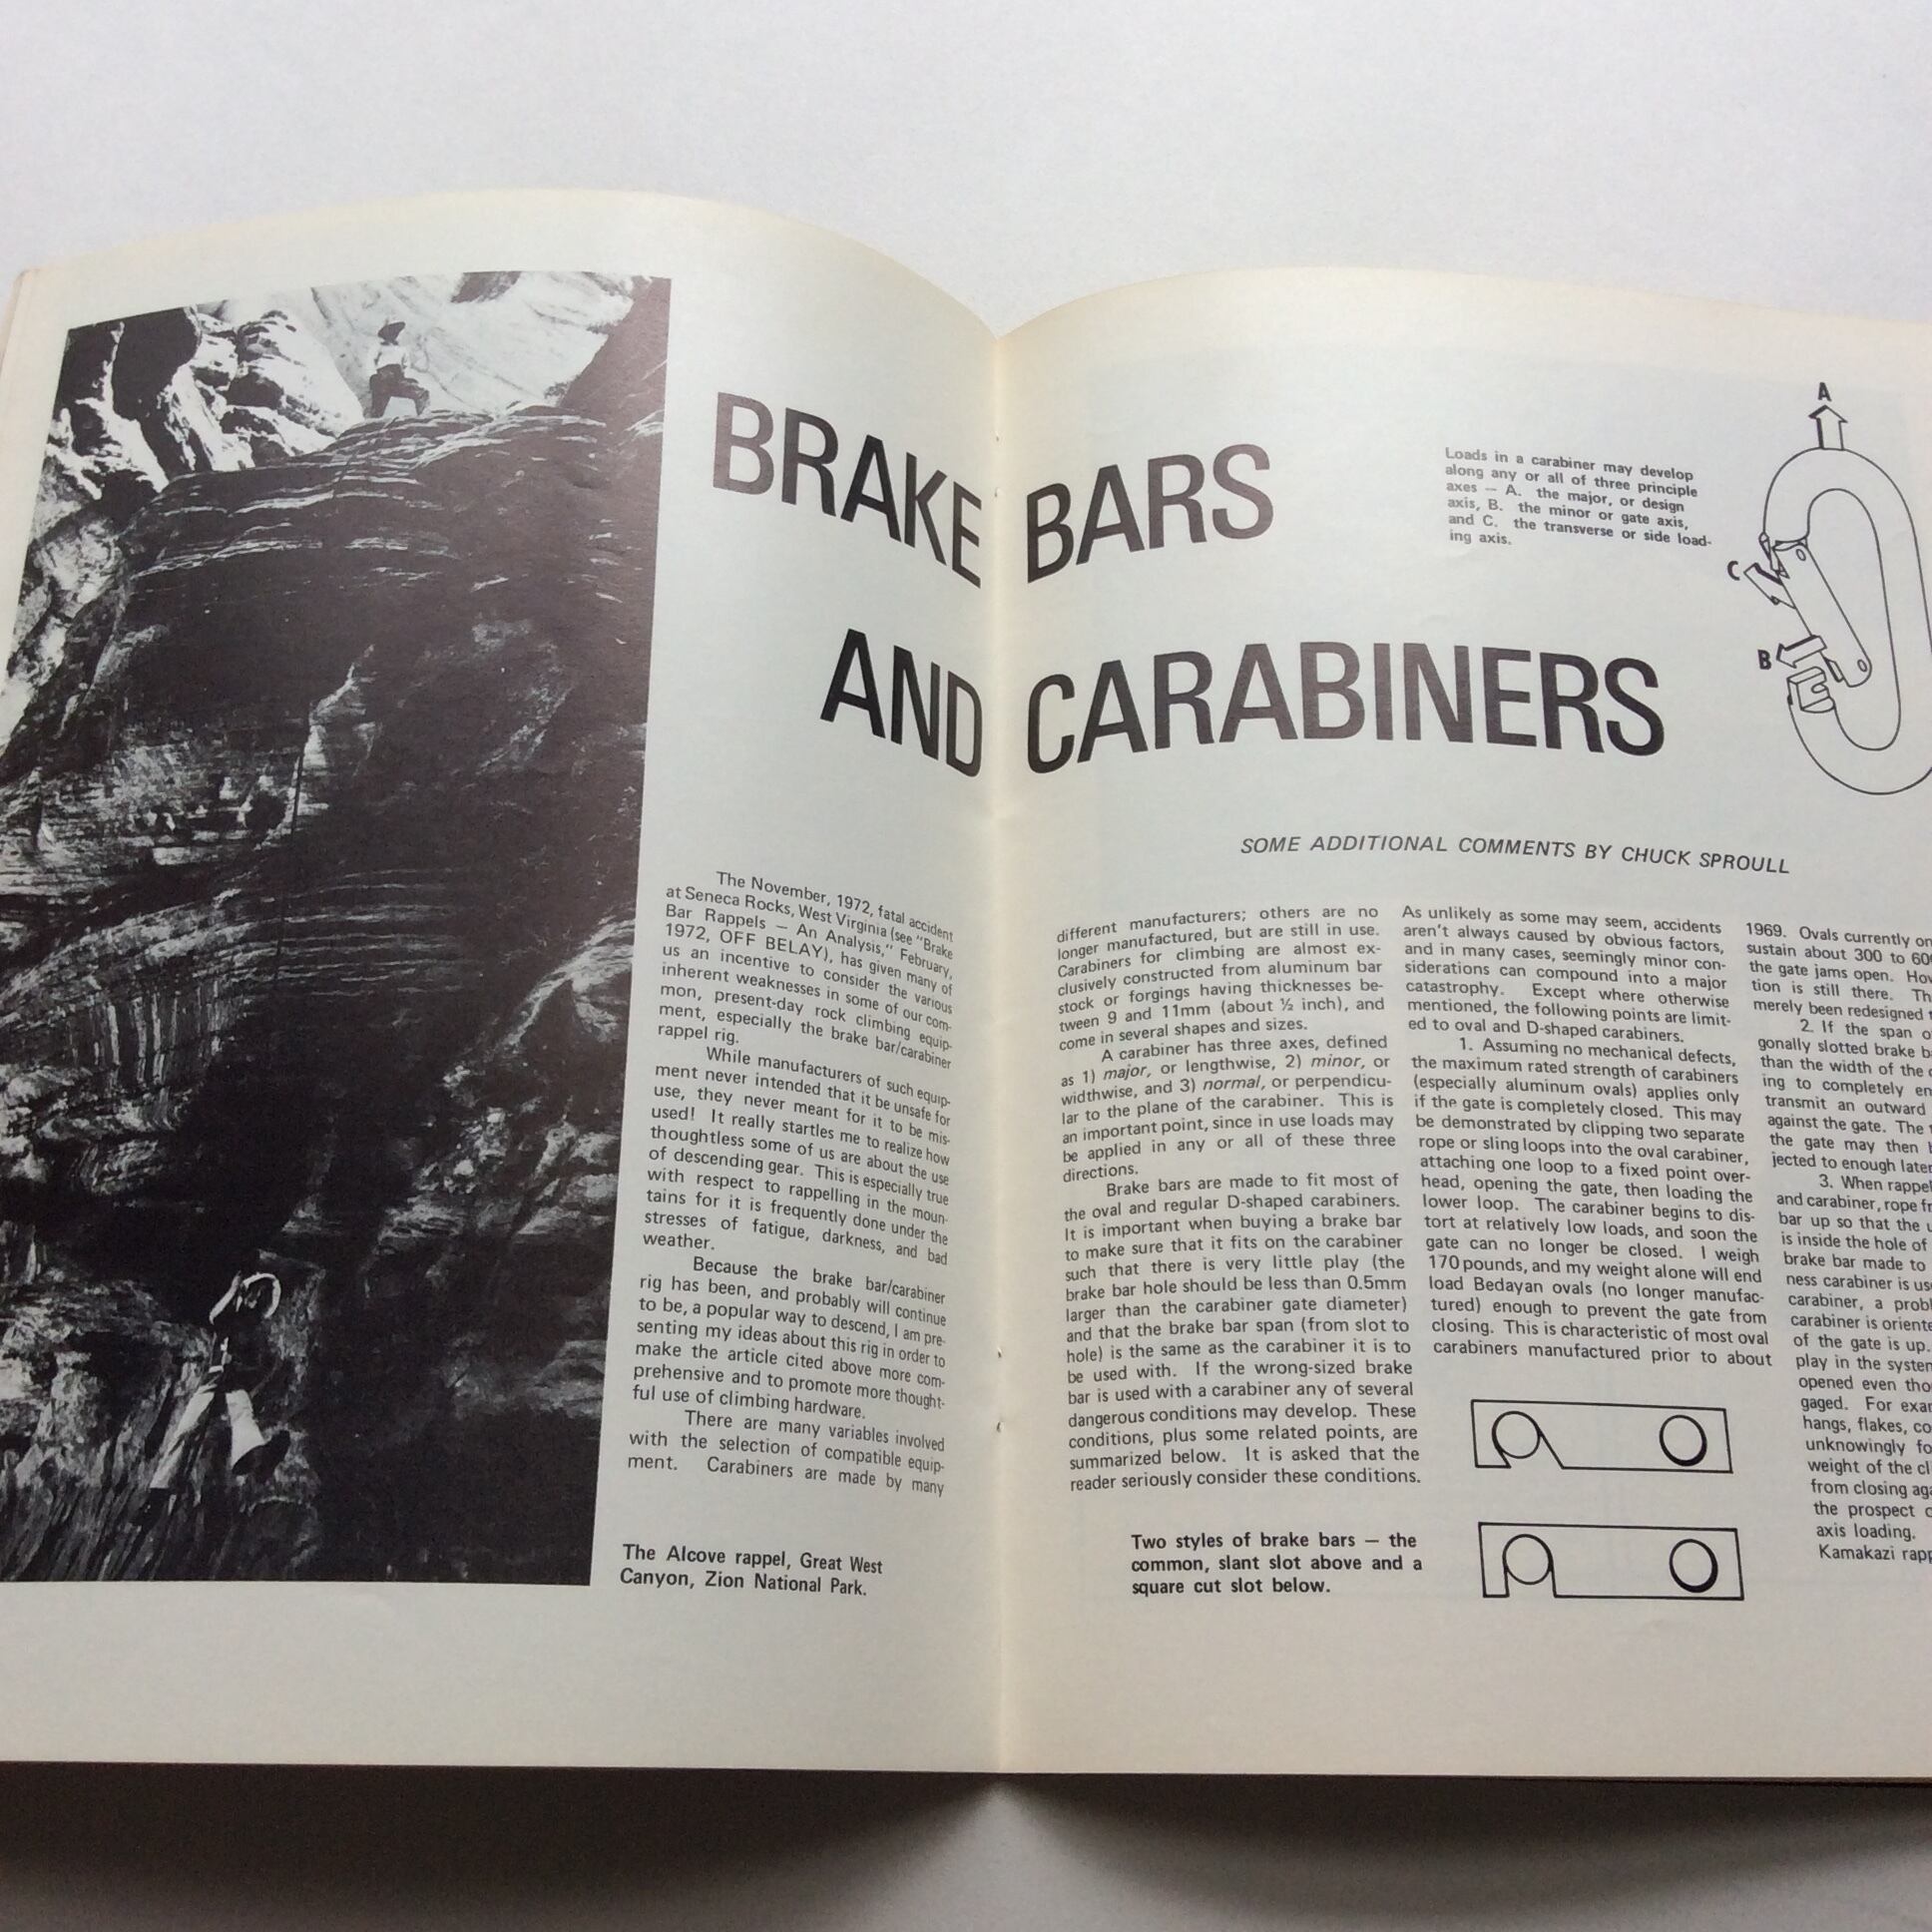 BRAKE BARS
AND CARABINERS
SOME ADDITIONAL COMMENTS BY CHUCK SPROULL
Loads in a carabiner may develop
along any or all of three principle
axes — A. the major, or design
axis, B. the minor or gate axis,
and C. the transverse or side load-
ing axis.
A
C
B
The November, 1972, fatal accident
at Seneca Rocks, West Virginia (see "Brake
Bar Rappels — An Analysis," February,
1972, OFF BELAY), has given many of
us an incentive to consider the various
inherent weaknesses in some of our com-
mon, present-day rock climbing equip-
ment, especially the brake bar/carabiner
rappel rig.
While manufacturers of such equip-
ment never intended that it be unsafe for
use, they never meant for it to be mis-
used! It really startles me to realize how
thoughtless some of us are about the use
of descending gear. This is especially true
with respect to rappelling in the moun-
tains for it is frequently done under the
stresses of fatigue, darkness, and bad
weather.
Because the brake bar/carabiner
rig has been, and probably will continue
to be, a popular way to descend, I am pre-
senting my ideas about this rig in order to
make the article cited above more com-
prehensive and to promote more thought-
ful use of climbing hardware.
There are many variables involved
with the selection of compatible equip-
ment. Carabiners are made by many
The Alcove rappel, Great West
Canyon, Zion National Park.
different manufacturers; others are no
longer manufactured, but are still in use.
Carabiners for climbing are almost ex-
clusively constructed from aluminum bar
stock or forgings having thicknesses be-
tween 9 and 11mm (about ½ inch), and
come in several shapes and sizes.
A carabiner has three axes, defined
as 1) major, or lengthwise, 2) minor, or
widthwise, and 3) normal, or perpendicu-
lar to the plane of the carabiner. This is
an important point, since in use loads may
be applied in any or all of these three
directions.
Brake bars are made to fit most of
the oval and regular D-shaped carabiners.
It is important when buying a brake bar
to make sure that it fits on the carabiner
such that there is very little play (the
brake bar hole should be less than 0.5mm
larger than the carabiner gate diameter)
and that the brake bar span (from slot to
hole) is the same as the carabiner it is to
be used with. If the wrong-sized brake
bar is used with a carabiner any of several
dangerous conditions may develop. These
conditions, plus some related points, are
summarized below. It is asked that the
reader seriously consider these conditions.
Two styles of brake bars — the
common, slant slot above and a
square cut slot below.
As unlikely as some may seem, accidents
aren't always caused by obvious factors,
and in many cases, seemingly minor con-
siderations can compound into a major
catastrophy. Except where otherwise
mentioned, the following points are limit-
ed to oval and D-shaped carabiners.
1. Assuming no mechanical defects,
the maximum rated strength of carabiners
(especially aluminum ovals) applies only
if the gate is completely closed. This may
be demonstrated by clipping two separate
rope or sling loops into the oval carabiner,
attaching one loop to a fixed point over-
head, opening the gate, then loading the
lower loop. The carabiner begins to dis-
tort at relatively low loads, and soon the
gate can no longer be closed. I weigh
170 pounds, and my weight alone will end
load Bedayan ovals (no longer manufac-
tured) enough to prevent the gate from
closing. This is characteristic of most oval
carabiners manufactured prior to about
1969. Ovals currently on
sustain about 300 to 60
the gate jams open. How
tion is still there. Th
merely been redesigned t
2. If the span o
gonally slotted brake b
than the width of the
ing to completely en
transmit an outward
against the gate. The
the gate may then b
jected to enough later
3. When rappel
and carabiner, rope fr
bar up so that the u
is inside the hole of
brake bar made to
ness carabiner is us
carabiner, a probl
carabiner is oriente
of the gate is up.
play in the system
opened even tho
gaged. For exa
hangs, flakes, co
unknowingly fo
weight of the cl
from closing aga
the prospect o
axis loading.
Kamakazi rapp